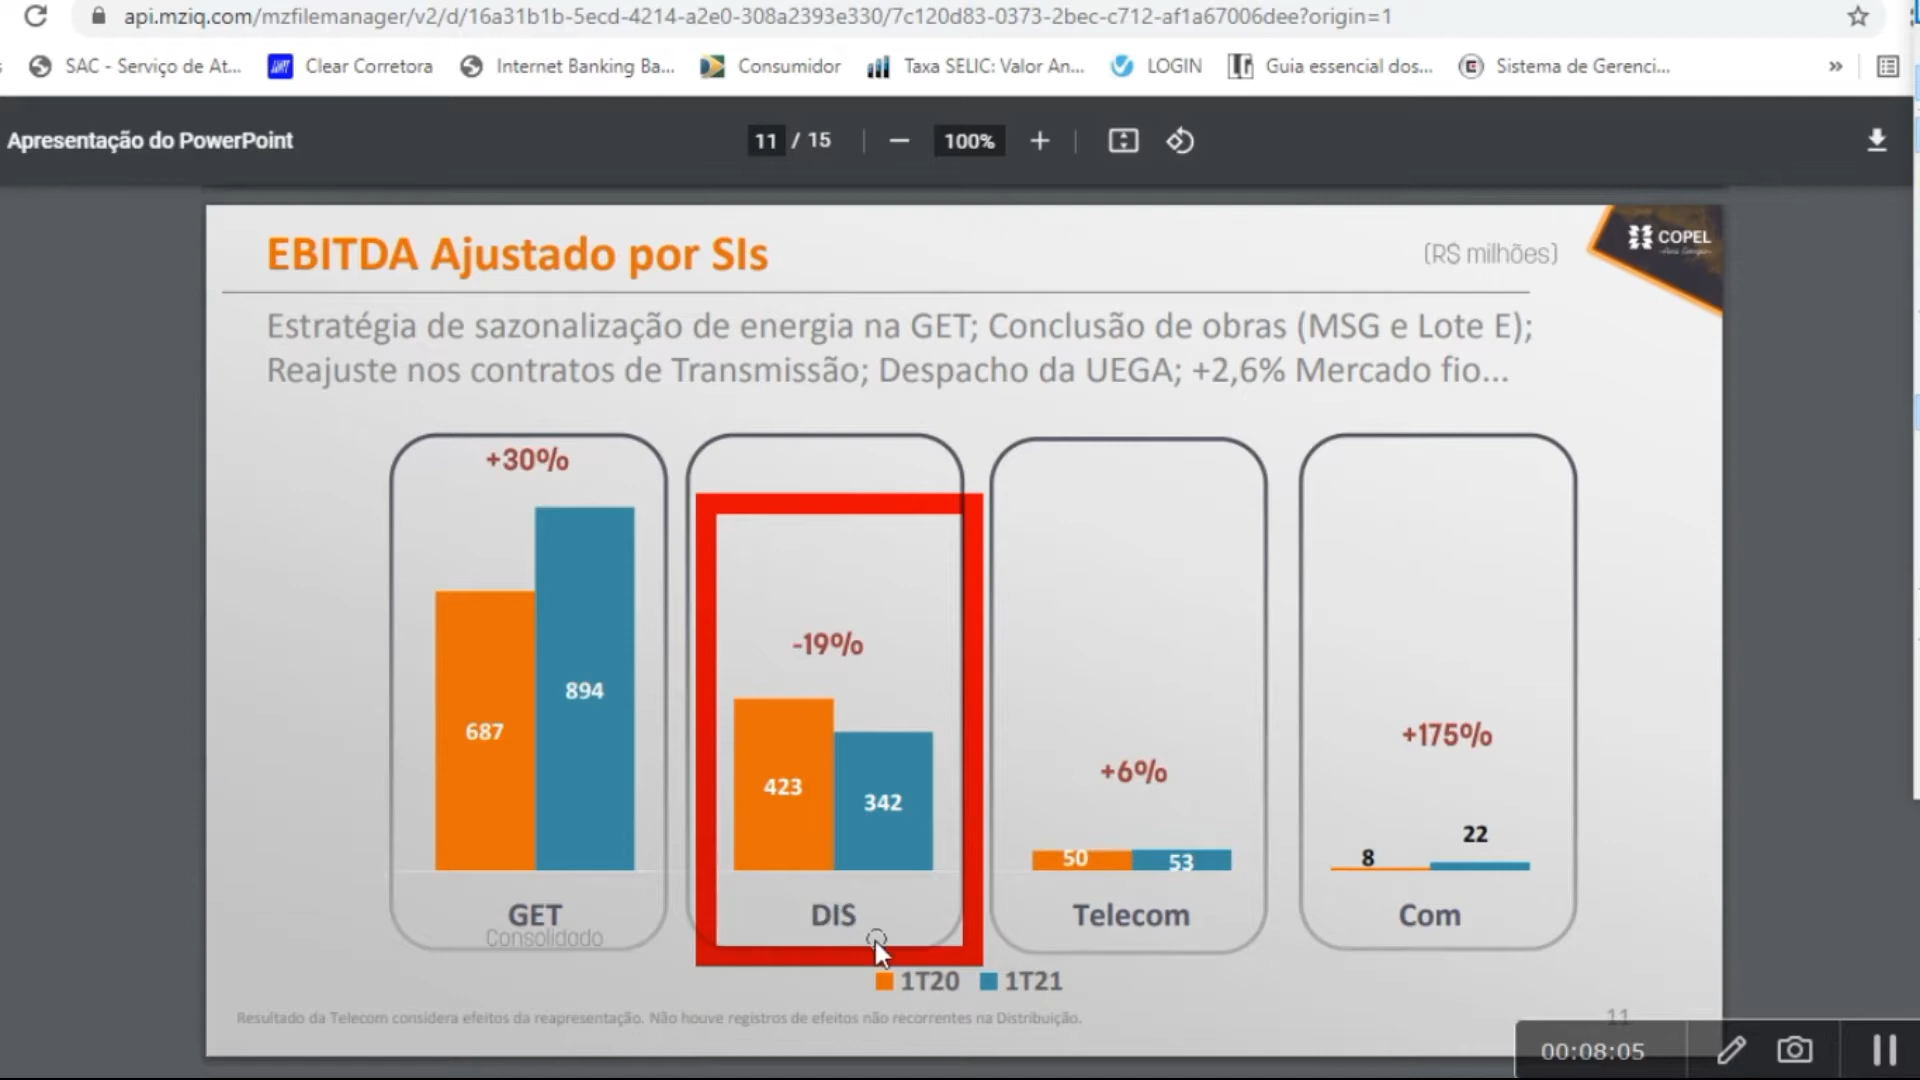 api.mziq.com/mzfilemanager/v2/d/16a31b1b-5ecd-4214-a2e0-308a2393e330/7c120d83-0373-2bec-c712-af1a67006dee?origin=1
SAC - Serviço de At... Clear Corretora Internet Banking Ba... Consumidor Taxa SELIC: Valor An... LOGIN Guia essencial dos... Sistema de Gerenci... »
Apresentação do PowerPoint 11 / 15 — 100% +
EBITDA Ajustado por SIs (R$ milhões) COPEL
Estratégia de sazonalização de energia na GET; Conclusão de obras (MSG e Lote E);
Reajuste nos contratos de Transmissão; Despacho da UEGA; +2,6% Mercado fio...
+30%
894
687
GET
Consolidado
-19%
423
342
DIS
+6%
50
53
Telecom
+175%
8
22
Com
1T20 1T21
Resultado da Telecom considera efeitos da reapresentação. Não houve registros de efeitos não recorrentes na Distribuição.
11
00:08:05